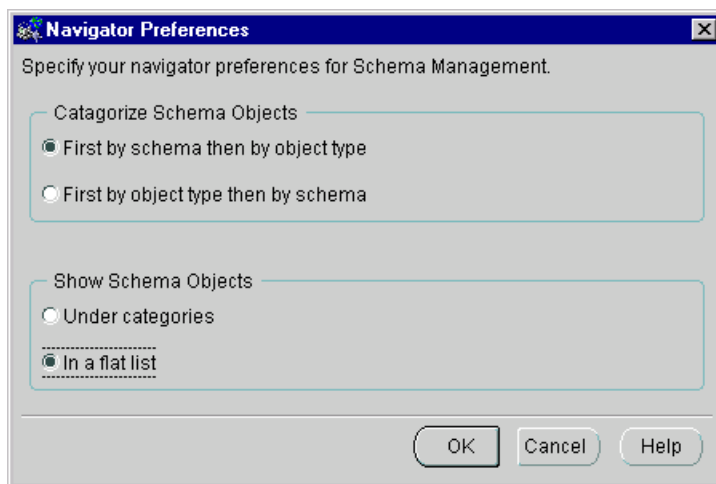 Navigator Preferences
Specify your navigator preferences for Schema Management.
Catagorize Schema Objects
First by schema then by object type
First by object type then by schema
Show Schema Objects
Under categories
In a flat list
OK Cancel Help